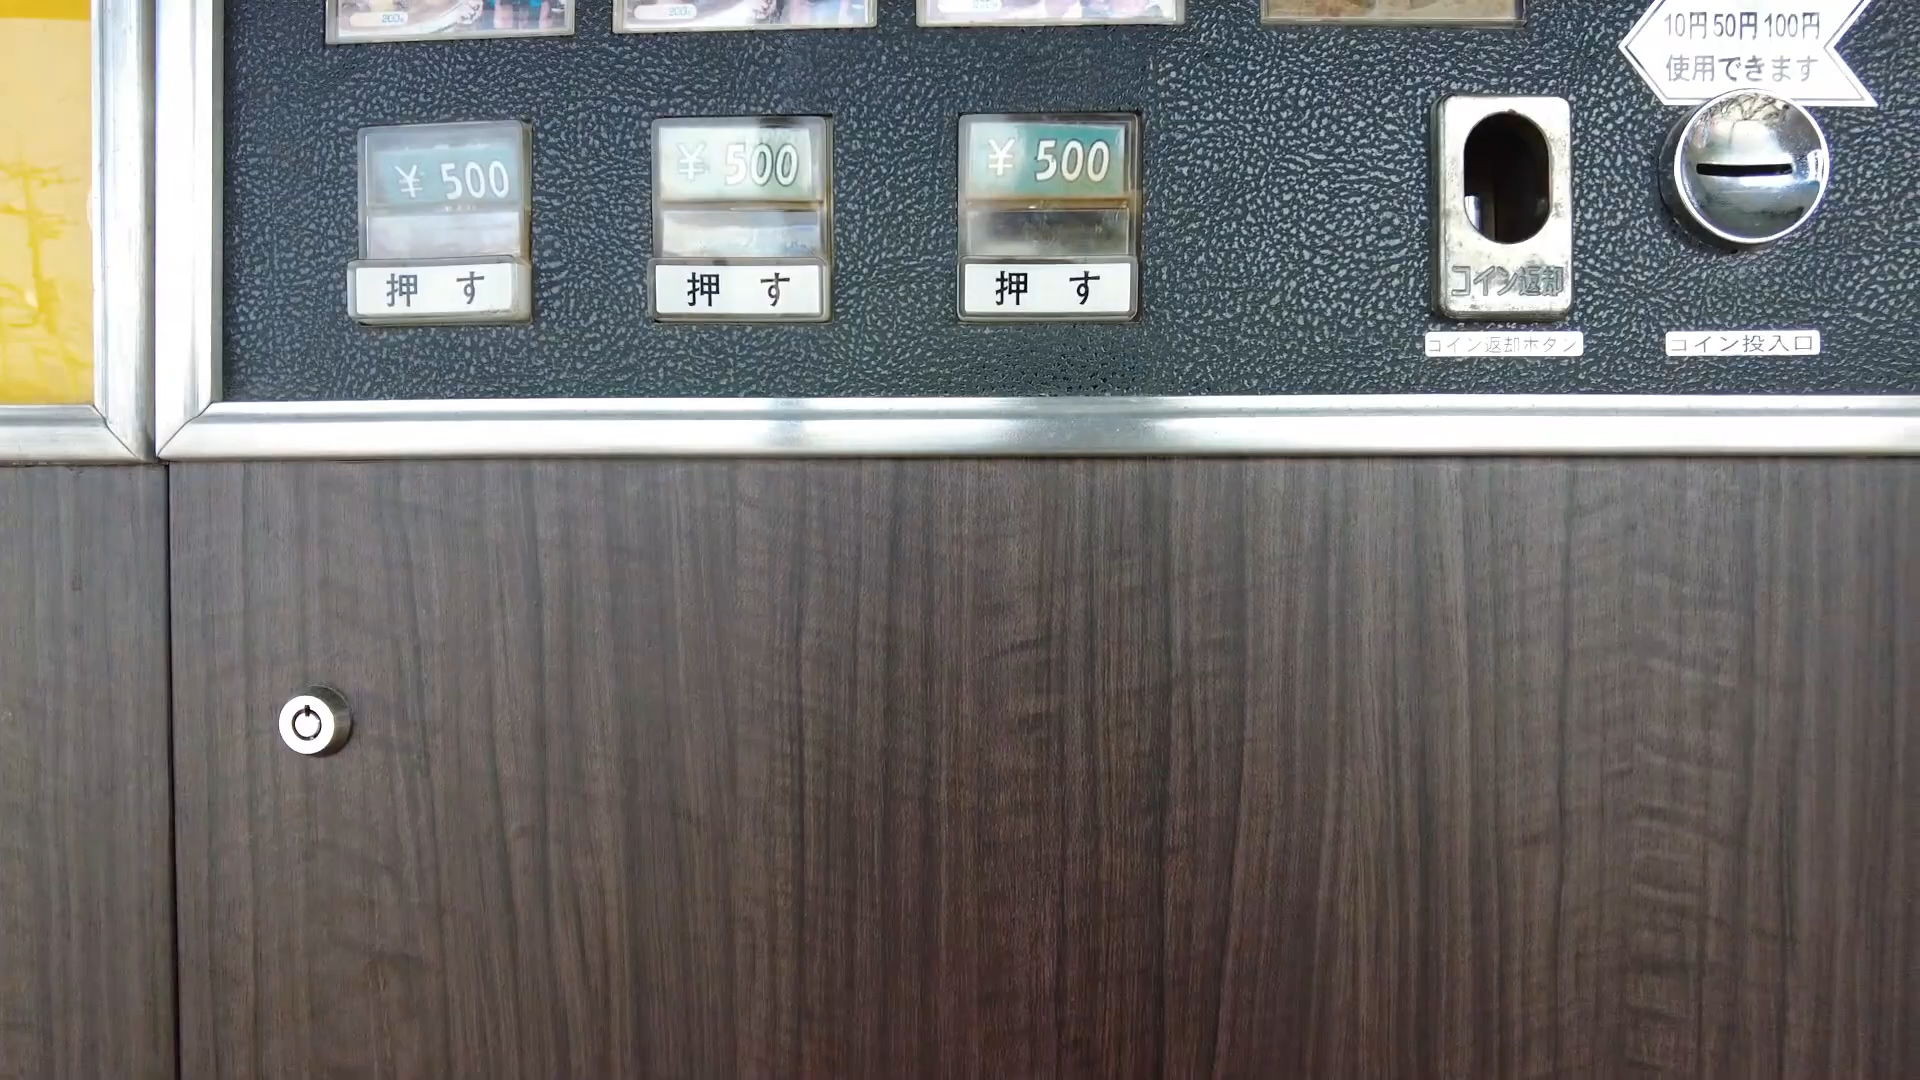 10円50円100円
使用できます
¥ 500
¥ 500
¥ 500
押す
押す
押す
コイン返却
コイン返却ボタン
コイン投入口